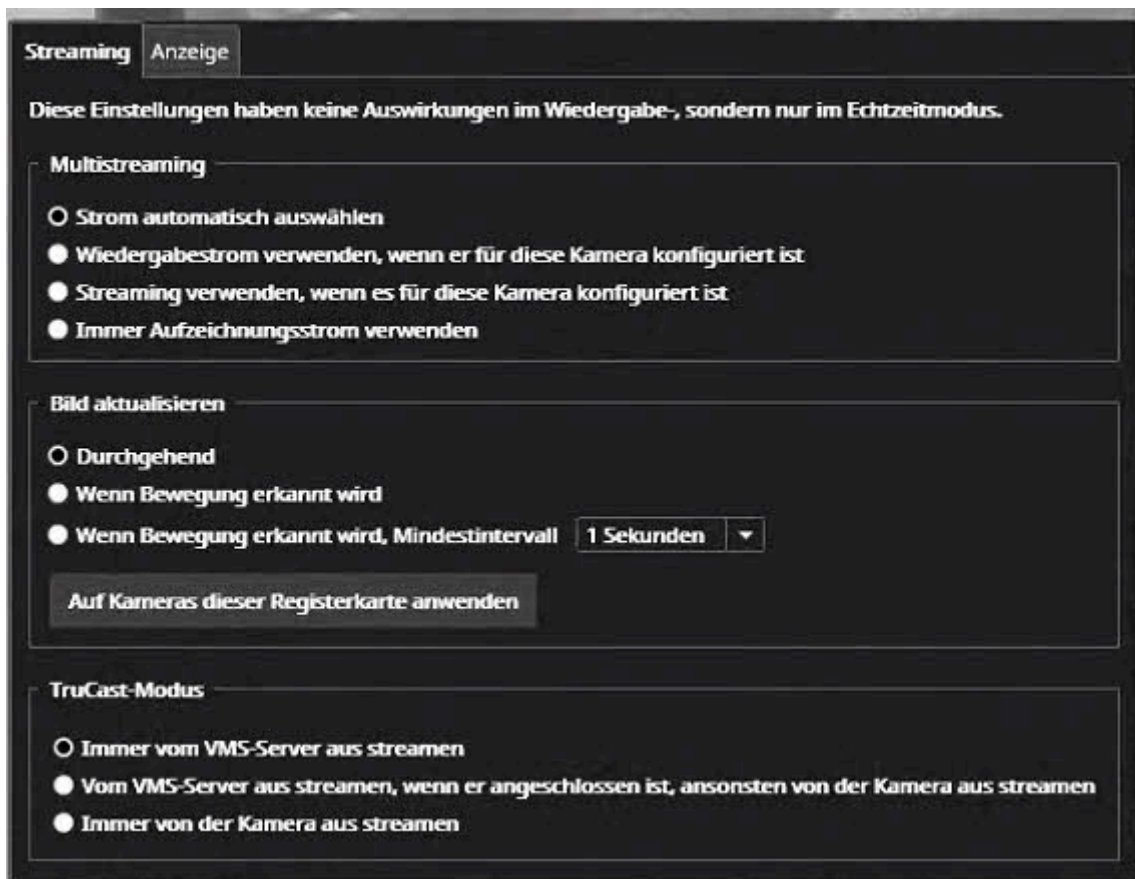 Streaming Anzeige
Diese Einstellungen haben keine Auswirkungen im Wiedergabe-, sondern nur im Echtzeitmodus.
Multistreaming
Strom automatisch auswählen
Wiedergabestrom verwenden, wenn er für diese Kamera konfiguriert ist
Streaming verwenden, wenn es für diese Kamera konfiguriert ist
Immer Aufzeichnungsstrom verwenden
Bild aktualisieren
Durchgehend
Wenn Bewegung erkannt wird
Wenn Bewegung erkannt wird, Mindestintervall 1 Sekunden
Auf Kameras dieser Registerkarte anwenden
TruCast-Modus
Immer vom VMS-Server aus streamen
Vom VMS-Server aus streamen, wenn er angeschlossen ist, ansonsten von der Kamera aus streamen
Immer von der Kamera aus streamen